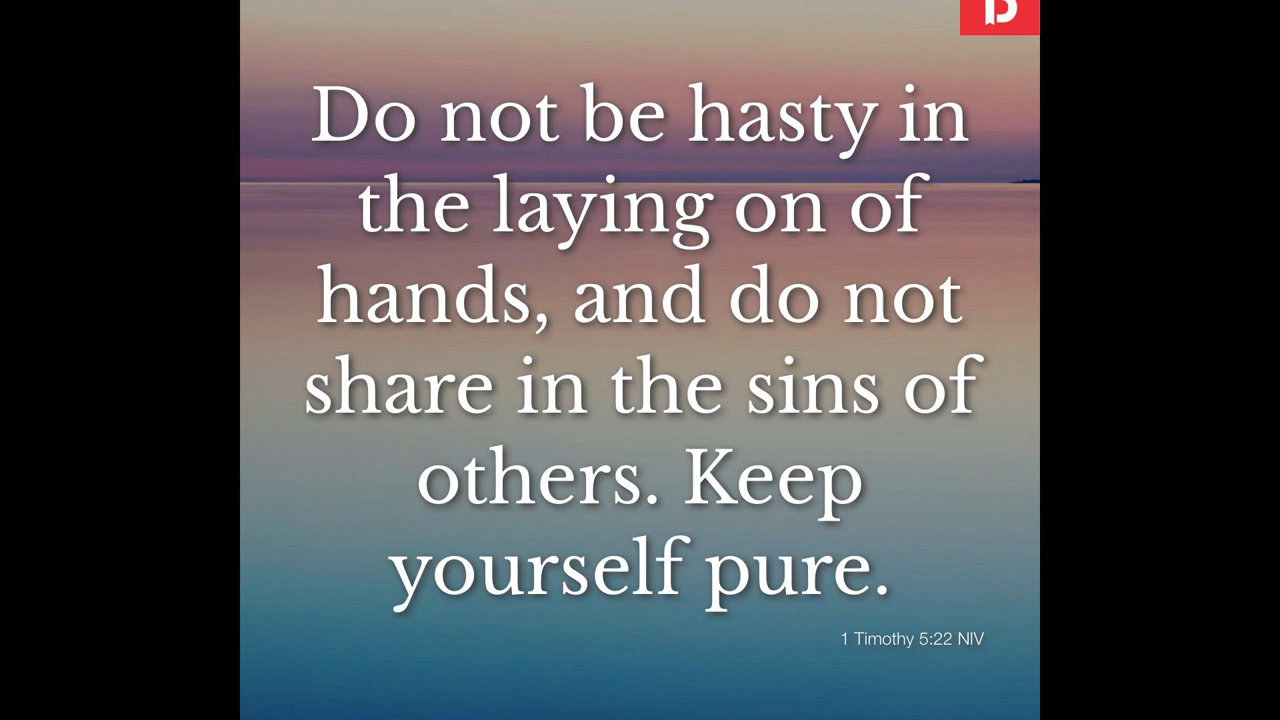 Do not be hasty in
the laying on of
hands, and do not
share in the sins of
others. Keep
yourself pure.
1 Timothy 5:22 NIV